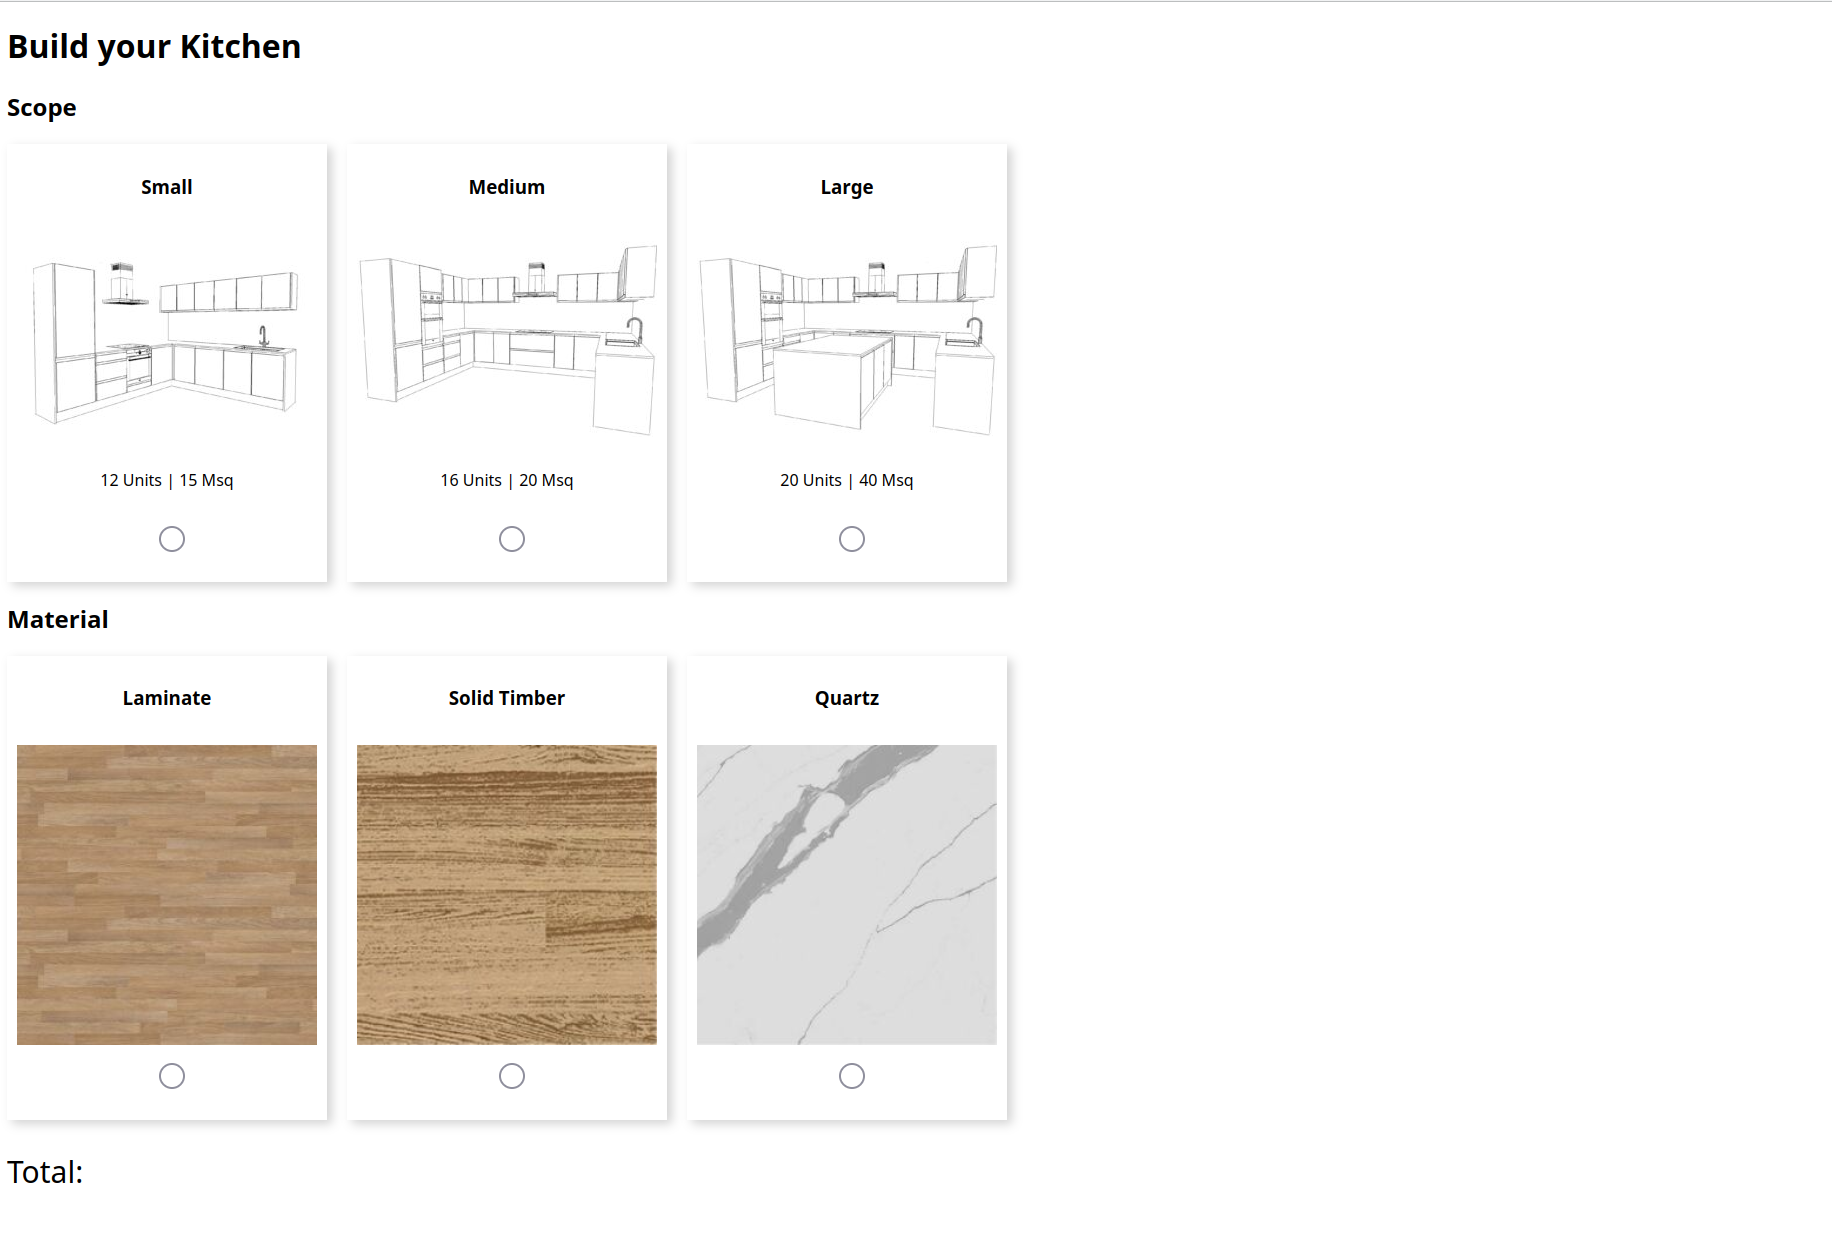 Build your Kitchen
Scope
Small
Medium
Large
12 Units | 15 Msq
16 Units | 20 Msq
20 Units | 40 Msq
Material
Laminate
Solid Timber
Quartz
Total: